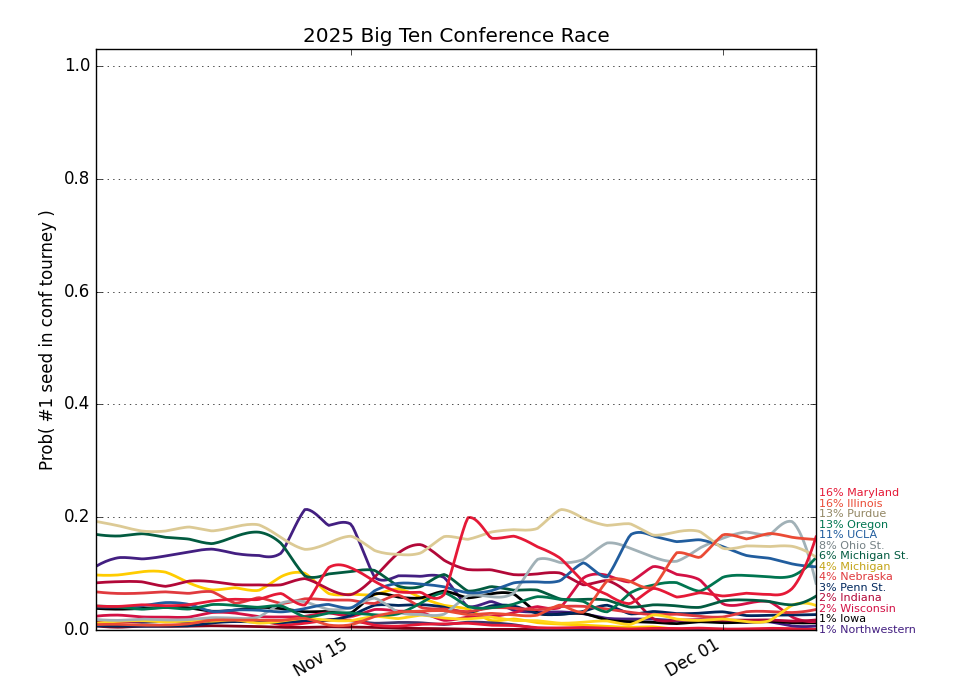 2025 Big Ten Conference Race
Prob( #1 seed in conf tourney )
1.0
0.8
0.6
0.4
0.2
0.0
Nov 15
Dec 01
16% Maryland
16% Illinois
13% Purdue
13% Oregon
11% UCLA
8% Ohio St.
6% Michigan St.
4% Michigan
4% Nebraska
3% Penn St.
2% Indiana
2% Wisconsin
1% Iowa
1% Northwestern